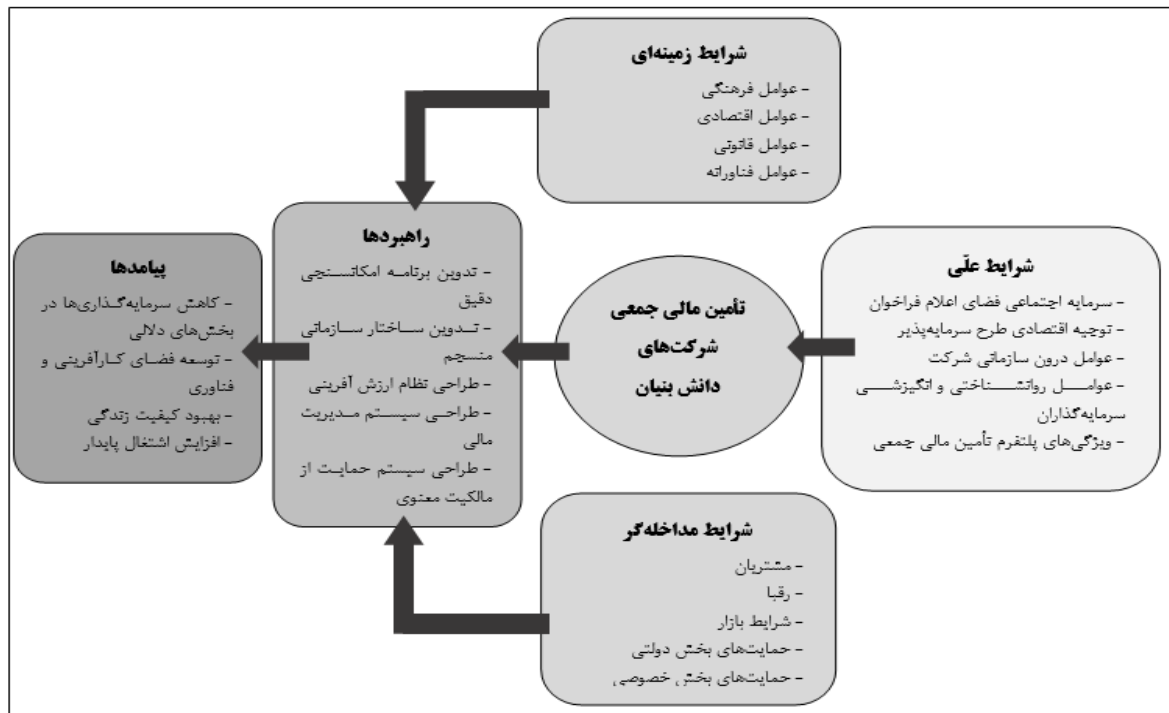 شرایط زمینه‌ای
- عوامل فرهنگی
- عوامل اقتصادی
- عوامل قانونی
- عوامل فناورانه
شرایط علّی
- سرمایه اجتماعی فضای اعلام فراخوان
- توجیه اقتصادی طرح سرمایه‌پذیر
- عوامل درون سازمانی شرکت
- عوامل روانشناختی و انگیزشی
سرمایه‌گذاران
- ویژگی‌های پلتفرم تأمین مالی جمعی
تأمین مالی جمعی
شرکت‌های
دانش بنیان
راهبردها
- تدوین برنامه امکانسنجی
دقیق
- تدوین ساختار سازمانی
منسجم
- طراحی نظام ارزش آفرینی
- طراحی سیستم مدیریت
مالی
- طراحی سیستم حمایت از
مالکیت معنوی
پیامدها
- کاهش سرمایه‌گذاری‌ها در
بخش‌های دلالی
- توسعه فضای کارآفرینی و
فناوری
- بهبود کیفیت زندگی
- افزایش اشتغال پایدار
شرایط مداخله‌گر
- مشتریان
- رقبا
- شرایط بازار
- حمایت‌های بخش دولتی
- حمایت‌های بخش خصوصی